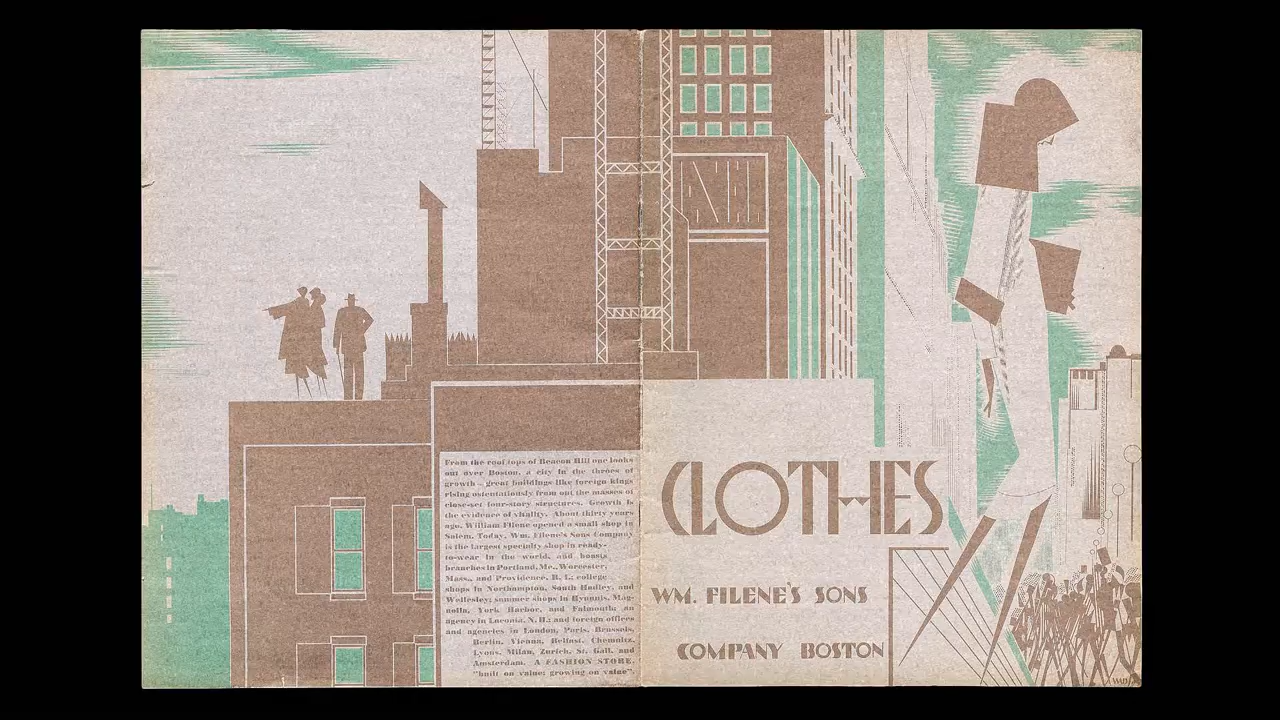 From the roof tops of Beacon Hill one looks
out over Boston, a city in the throes of
growth – great buildings like foreign kings
rising ostentatiously from out the masses of
close-set four-story structures. Growth is
the evidence of vitality. About thirty years
ago, William Filene opened a small shop in
Salem. Today, Wm. Filene's Sons Company
is the largest specialty shop in ready-
to-wear in the world, and boasts
branches in Portland, Me., Worcester,
Mass., and Providence, R. I.; college
shops in Northampton, South Hadley, and
Wellesley; summer shops in Hyannis, Mag-
nolia, York Harbor, and Falmouth; an
agency in Laconia, N. H.; and foreign offices
and agencies in London, Paris, Brussels,
Berlin, Vienna, Belfast, Chemnitz,
Lyons, Milan, Zurich, St. Gall, and
Amsterdam. A FASHION STORE,
"built on value; growing on value".
CLOTHES
WM. FILENE'S SONS
COMPANY BOSTON